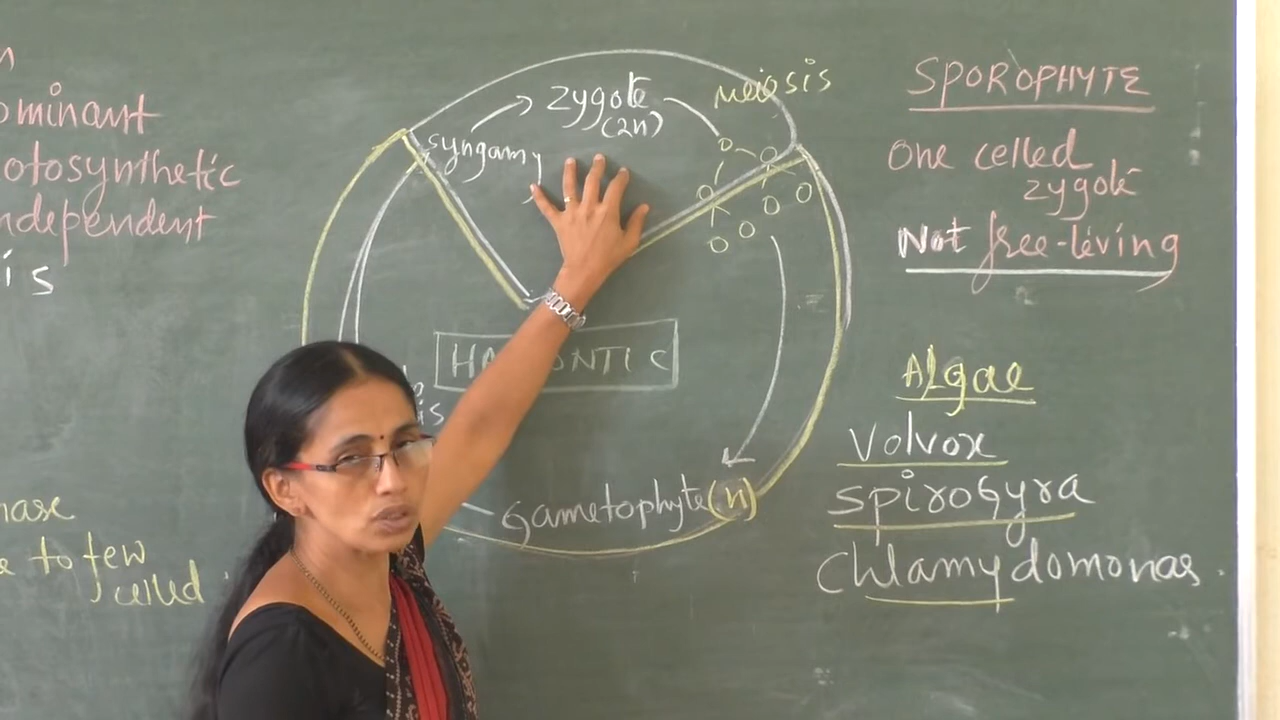 ominant
otosynthetic
ndependent
is
hase
to few
celled
syngamy
zygote
(2n)
meiosis
gametophyte (n)
SPOROPHYTE
One celled
zygote
Not free-living
Algae
Volvox
Spirogyra
Chlamydomonas.